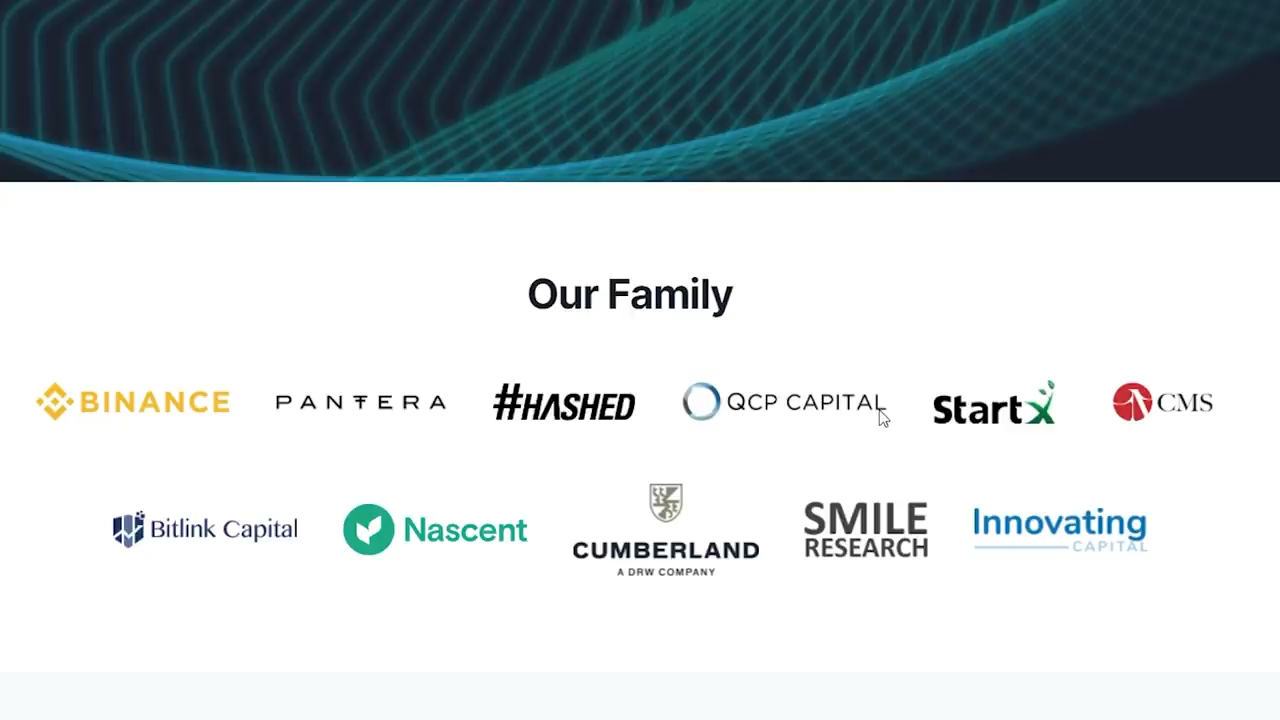 Our Family
BINANCE
PANTERA
#HASHED
QCP CAPITAL
StartX
CMS
Bitlink Capital
Nascent
CUMBERLAND
A DRW COMPANY
SMILE
RESEARCH
Innovating
CAPITAL